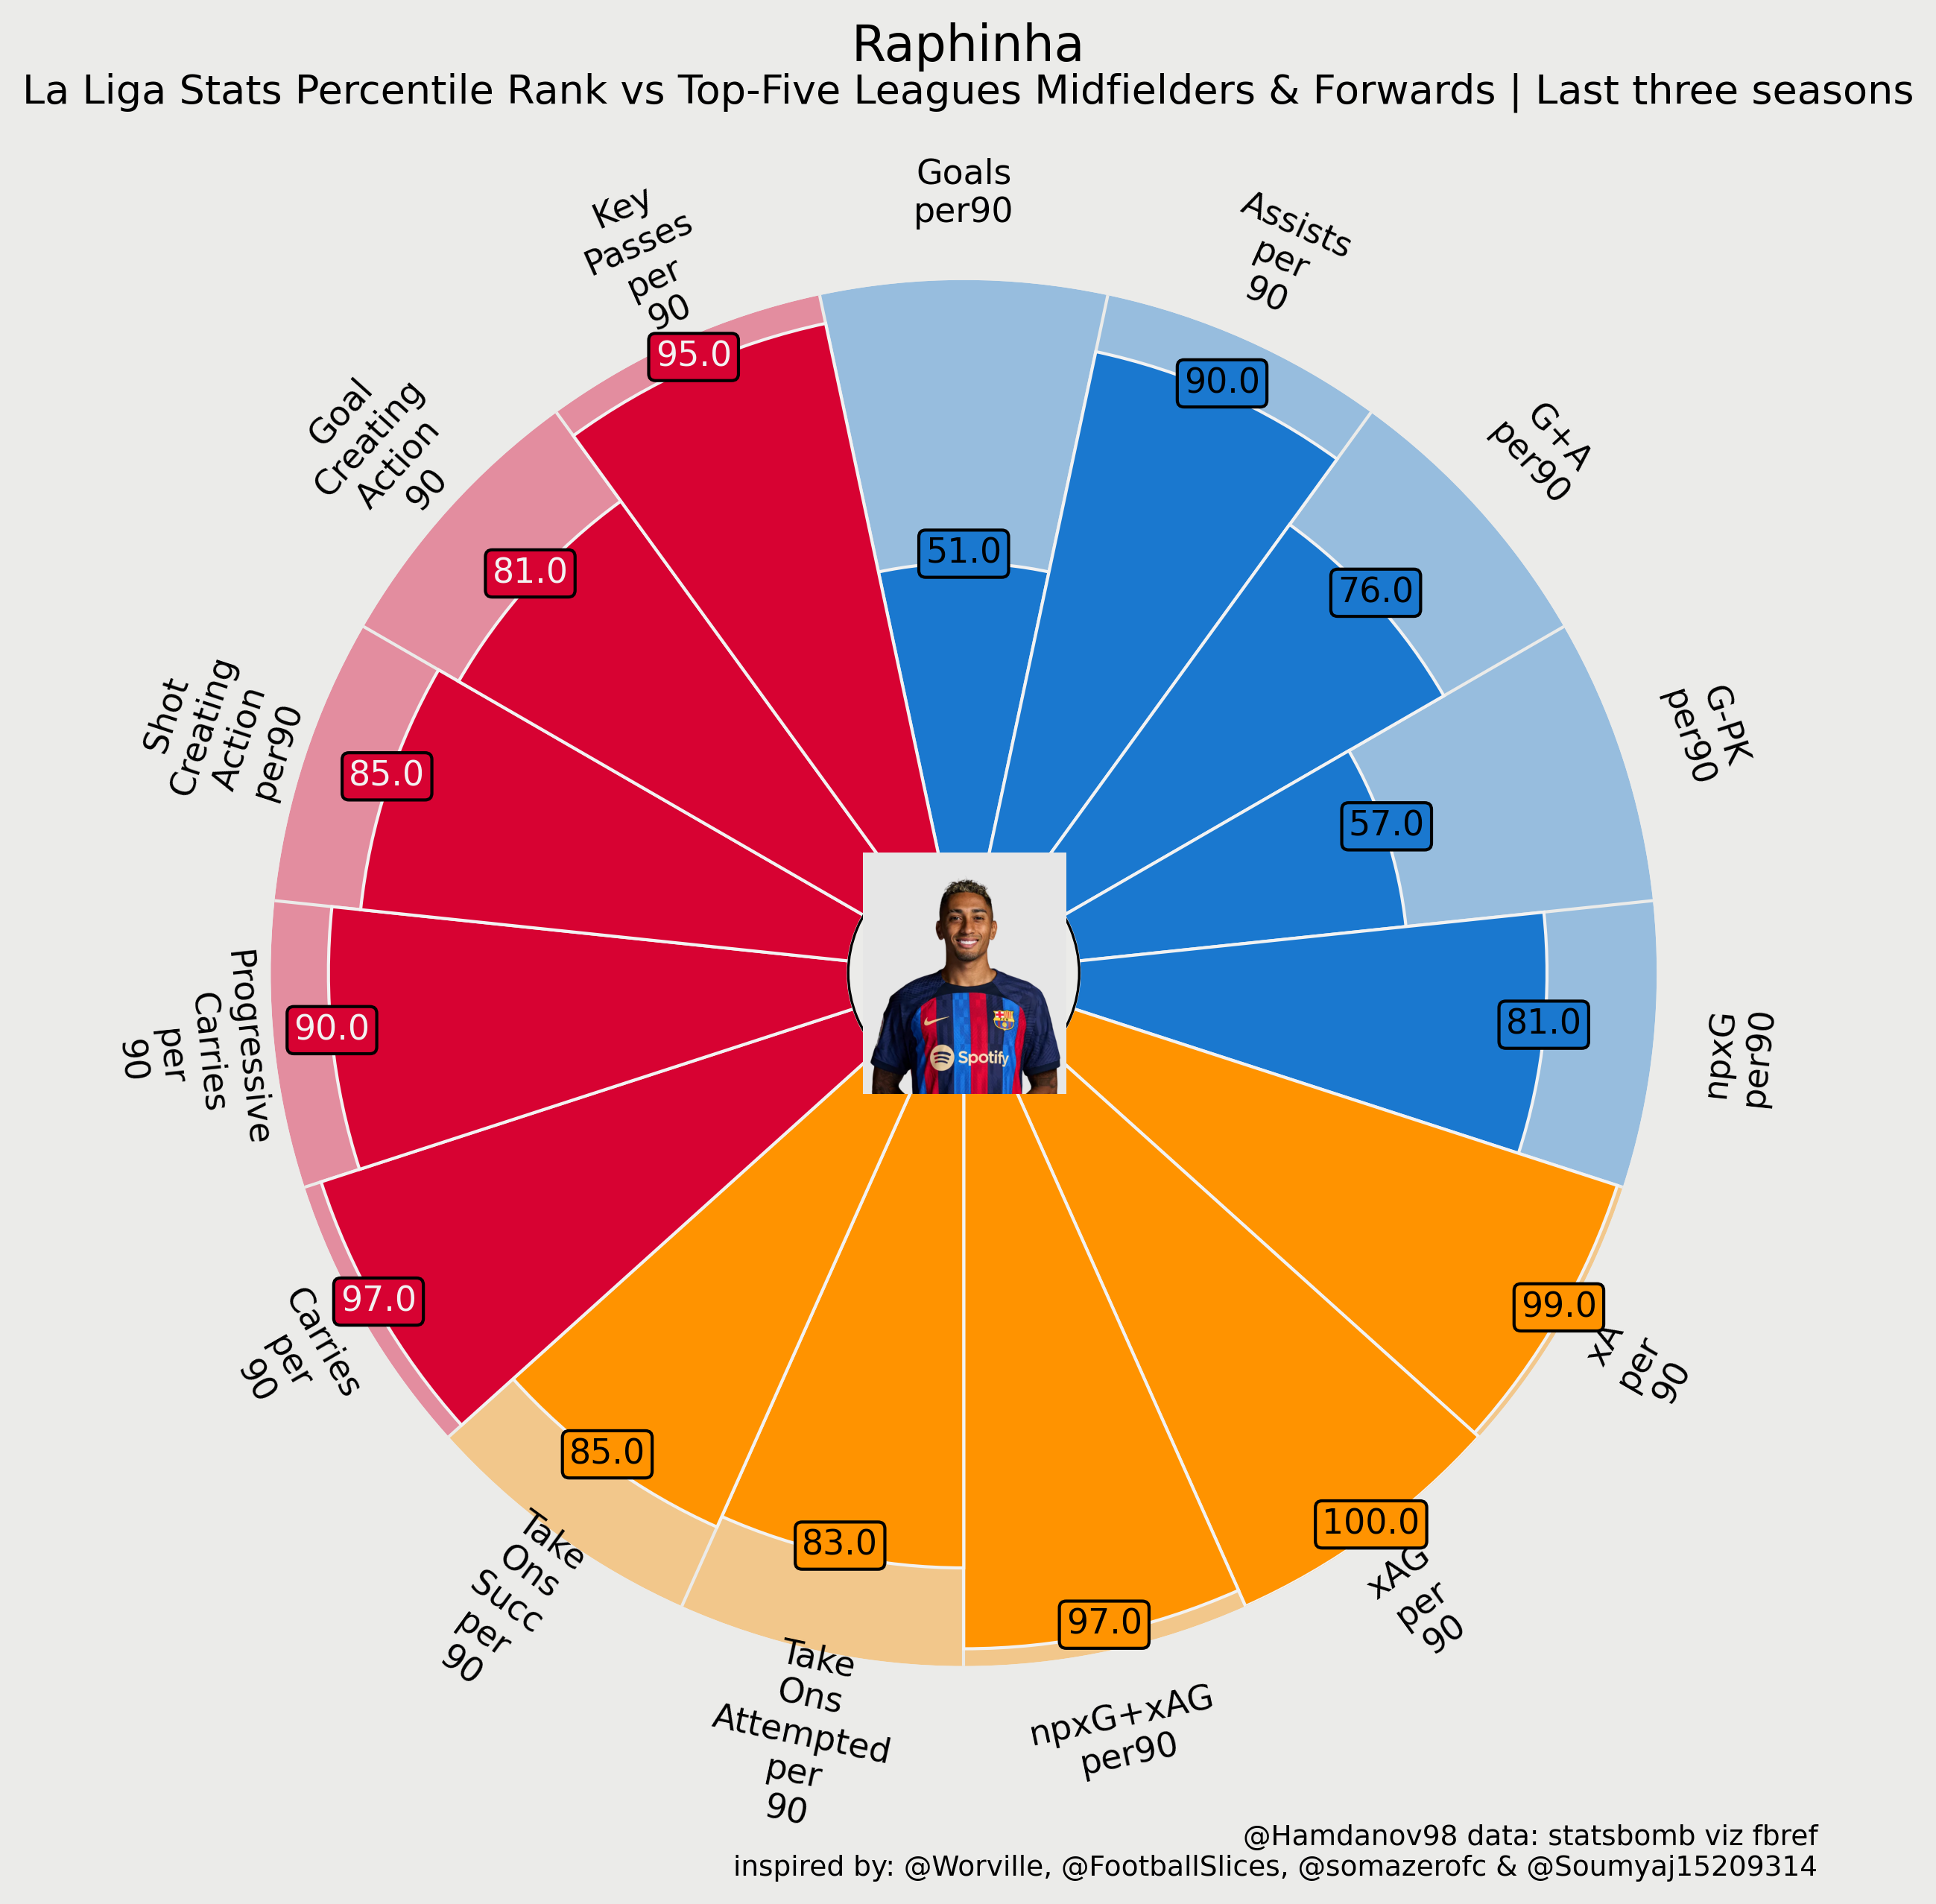 Raphinha
La Liga Stats Percentile Rank vs Top-Five Leagues Midfielders & Forwards | Last three seasons
Goals
per90
51.0
Assists
per
90
90.0
G+A
per90
76.0
G-PK
per90
57.0
per90
Gxdu
81.0
99.0
xA
per
90
100.0
xAG
per
90
97.0
npxG+xAG
per90
83.0
Take
Ons
Attempted
per
90
85.0
Take
Ons
Succ
per
90
97.0
Carries
per
90
90.0
Progressive
Carries
per
90
Shot
Creating
Action
per90
85.0
Goal
Creating
Action
90
81.0
Key
Passes
per
90
95.0
Spotify
@Hamdanov98 data: statsbomb viz fbref
inspired by: @Worville, @FootballSlices, @somazerofc & @Soumyaj15209314